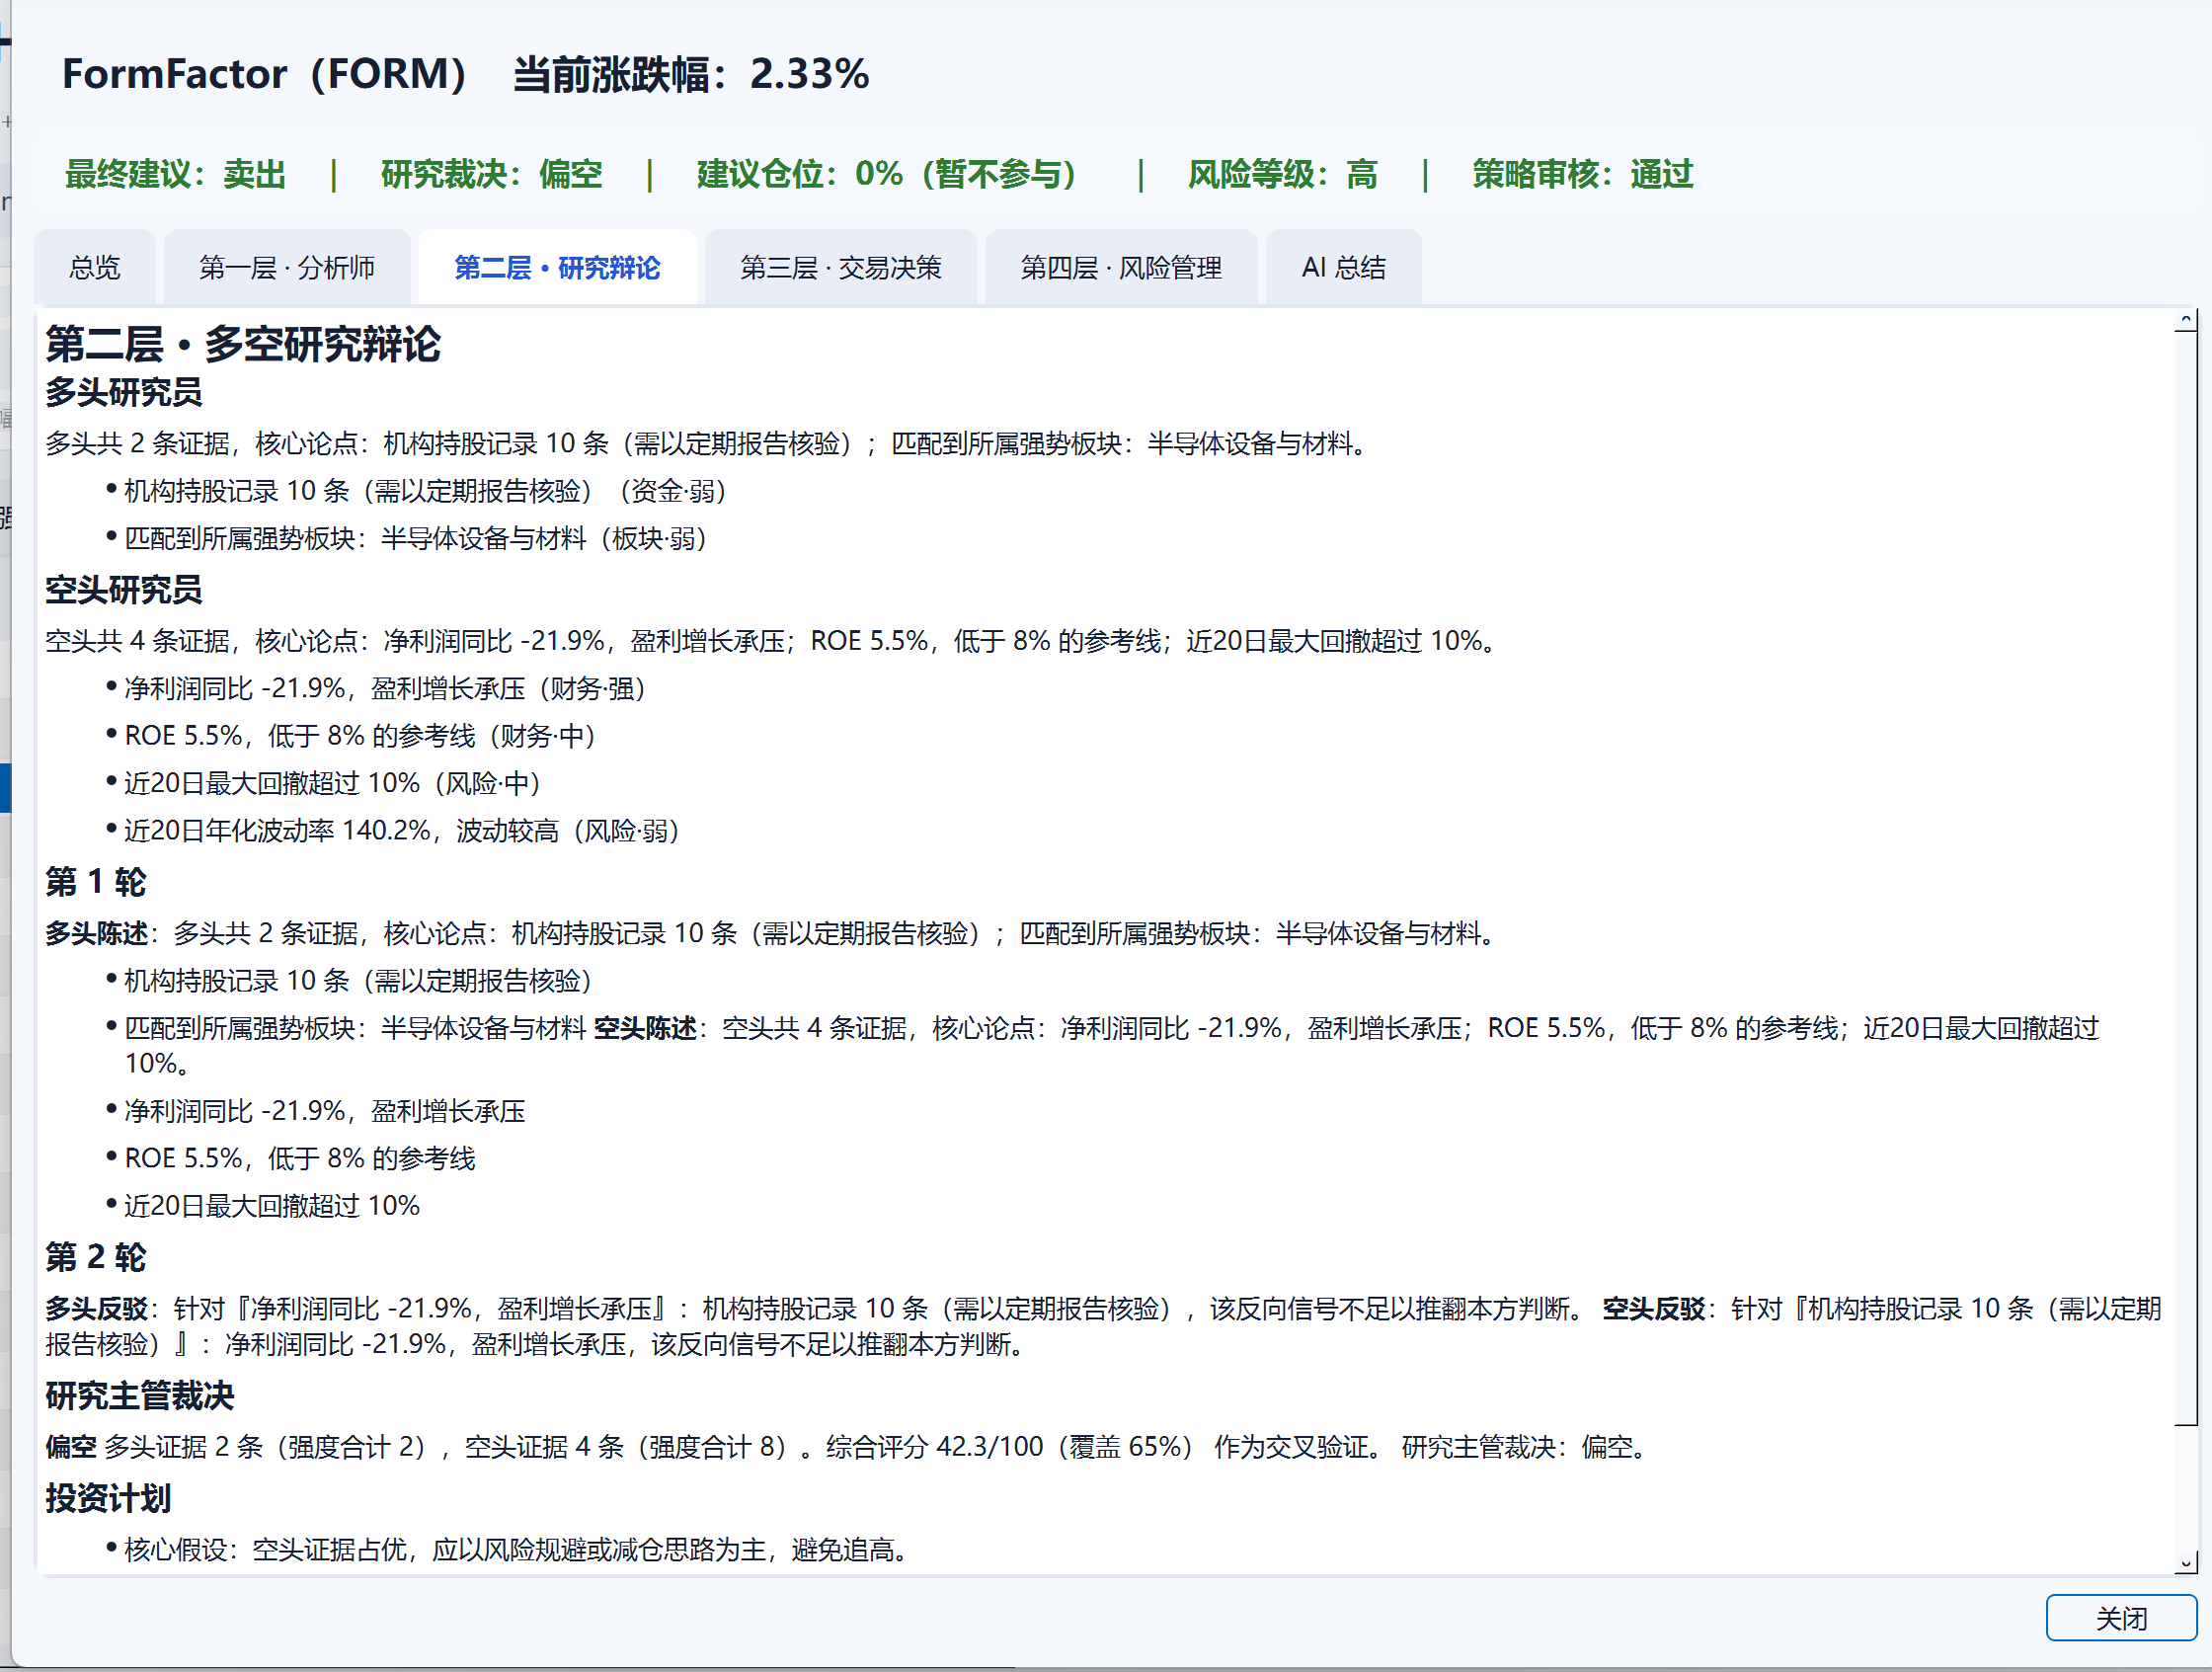 FormFactor（FORM） 当前涨跌幅：2.33%
最终建议：卖出 | 研究裁决：偏空 | 建议仓位：0%（暂不参与） | 风险等级：高 | 策略审核：通过
总览 第一层 · 分析师 第二层 · 研究辩论 第三层 · 交易决策 第四层 · 风险管理 AI 总结
第二层 · 多空研究辩论
多头研究员
多头共 2 条证据，核心论点：机构持股记录 10 条（需以定期报告核验）；匹配到所属强势板块：半导体设备与材料。
• 机构持股记录 10 条（需以定期报告核验）（资金·弱）
• 匹配到所属强势板块：半导体设备与材料（板块·弱）
空头研究员
空头共 4 条证据，核心论点：净利润同比 -21.9%，盈利增长承压；ROE 5.5%，低于 8% 的参考线；近20日最大回撤超过 10%。
• 净利润同比 -21.9%，盈利增长承压（财务·强）
• ROE 5.5%，低于 8% 的参考线（财务·中）
• 近20日最大回撤超过 10%（风险·中）
• 近20日年化波动率 140.2%，波动较高（风险·弱）
第 1 轮
多头陈述：多头共 2 条证据，核心论点：机构持股记录 10 条（需以定期报告核验）；匹配到所属强势板块：半导体设备与材料。
• 机构持股记录 10 条（需以定期报告核验）
• 匹配到所属强势板块：半导体设备与材料 空头陈述：空头共 4 条证据，核心论点：净利润同比 -21.9%，盈利增长承压；ROE 5.5%，低于 8% 的参考线；近20日最大回撤超过
10%。
• 净利润同比 -21.9%，盈利增长承压
• ROE 5.5%，低于 8% 的参考线
• 近20日最大回撤超过 10%
第 2 轮
多头反驳：针对『净利润同比 -21.9%，盈利增长承压』：机构持股记录 10 条（需以定期报告核验），该反向信号不足以推翻本方判断。 空头反驳：针对『机构持股记录 10 条（需以定期
报告核验）』：净利润同比 -21.9%，盈利增长承压，该反向信号不足以推翻本方判断。
研究主管裁决
偏空 多头证据 2 条（强度合计 2），空头证据 4 条（强度合计 8）。综合评分 42.3/100（覆盖 65%） 作为交叉验证。 研究主管裁决：偏空。
投资计划
• 核心假设：空头证据占优，应以风险规避或减仓思路为主，避免追高。
关闭